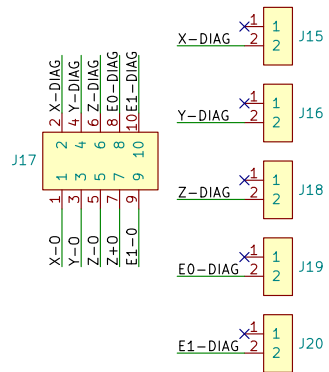 J17
2 X-DIAG
4 Y-DIAG
6 Z-DIAG
8 E0-DIAG
10 E1-DIAG
2 4 6 8 10
1 3 5 7 9
1 X-0
3 Y-0
5 Z-0
7 Z+0
9 E1-0
1 1 J15
X-DIAG 2 2
1 1 J16
Y-DIAG 2 2
1 1 J18
Z-DIAG 2 2
1 1 J19
E0-DIAG 2 2
1 1 J20
E1-DIAG 2 2